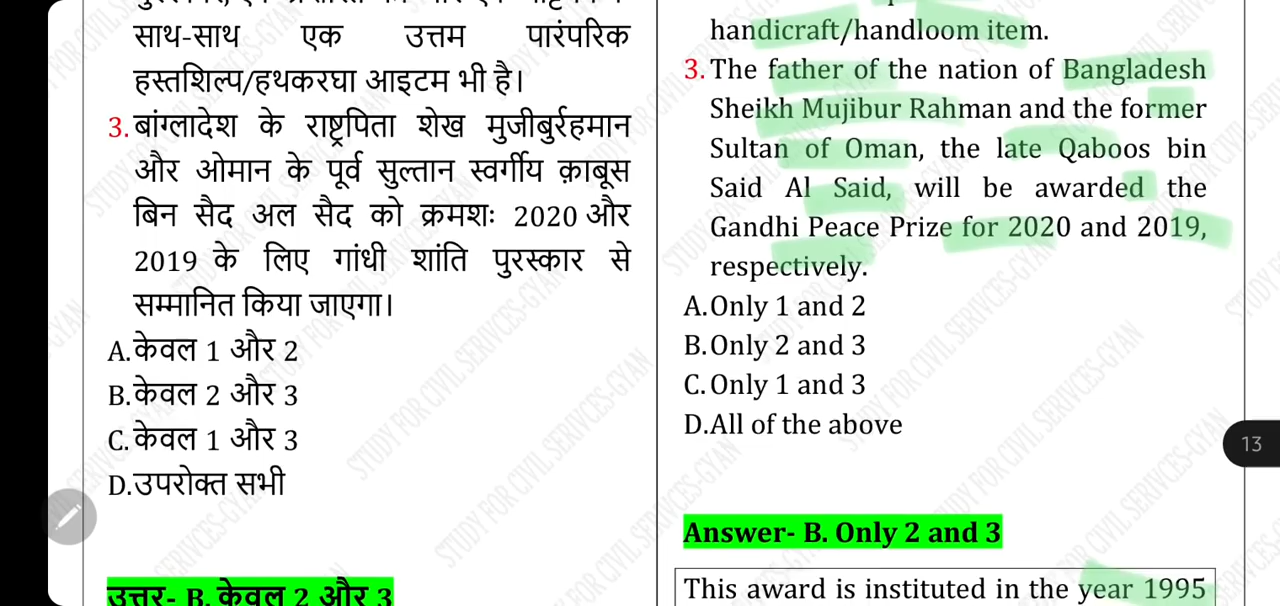 साथ-साथ एक उत्तम पारंपरिक
हस्तशिल्प/हथकरघा आइटम भी है।
3. बांग्लादेश के राष्ट्रपिता शेख मुजीबुर्रहमान
और ओमान के पूर्व सुल्तान स्वर्गीय क़ाबूस
बिन सैद अल सैद को क्रमशः 2020 और
2019 के लिए गांधी शांति पुरस्कार से
सम्मानित किया जाएगा।
A.केवल 1 और 2
B.केवल 2 और 3
C.केवल 1 और 3
D.उपरोक्त सभी
उत्तर- B. केवल 2 और 3
handicraft/handloom item.
3. The father of the nation of Bangladesh
Sheikh Mujibur Rahman and the former
Sultan of Oman, the late Qaboos bin
Said Al Said, will be awarded the
Gandhi Peace Prize for 2020 and 2019,
respectively.
A.Only 1 and 2
B.Only 2 and 3
C.Only 1 and 3
D.All of the above
Answer- B. Only 2 and 3
This award is instituted in the year 1995
13